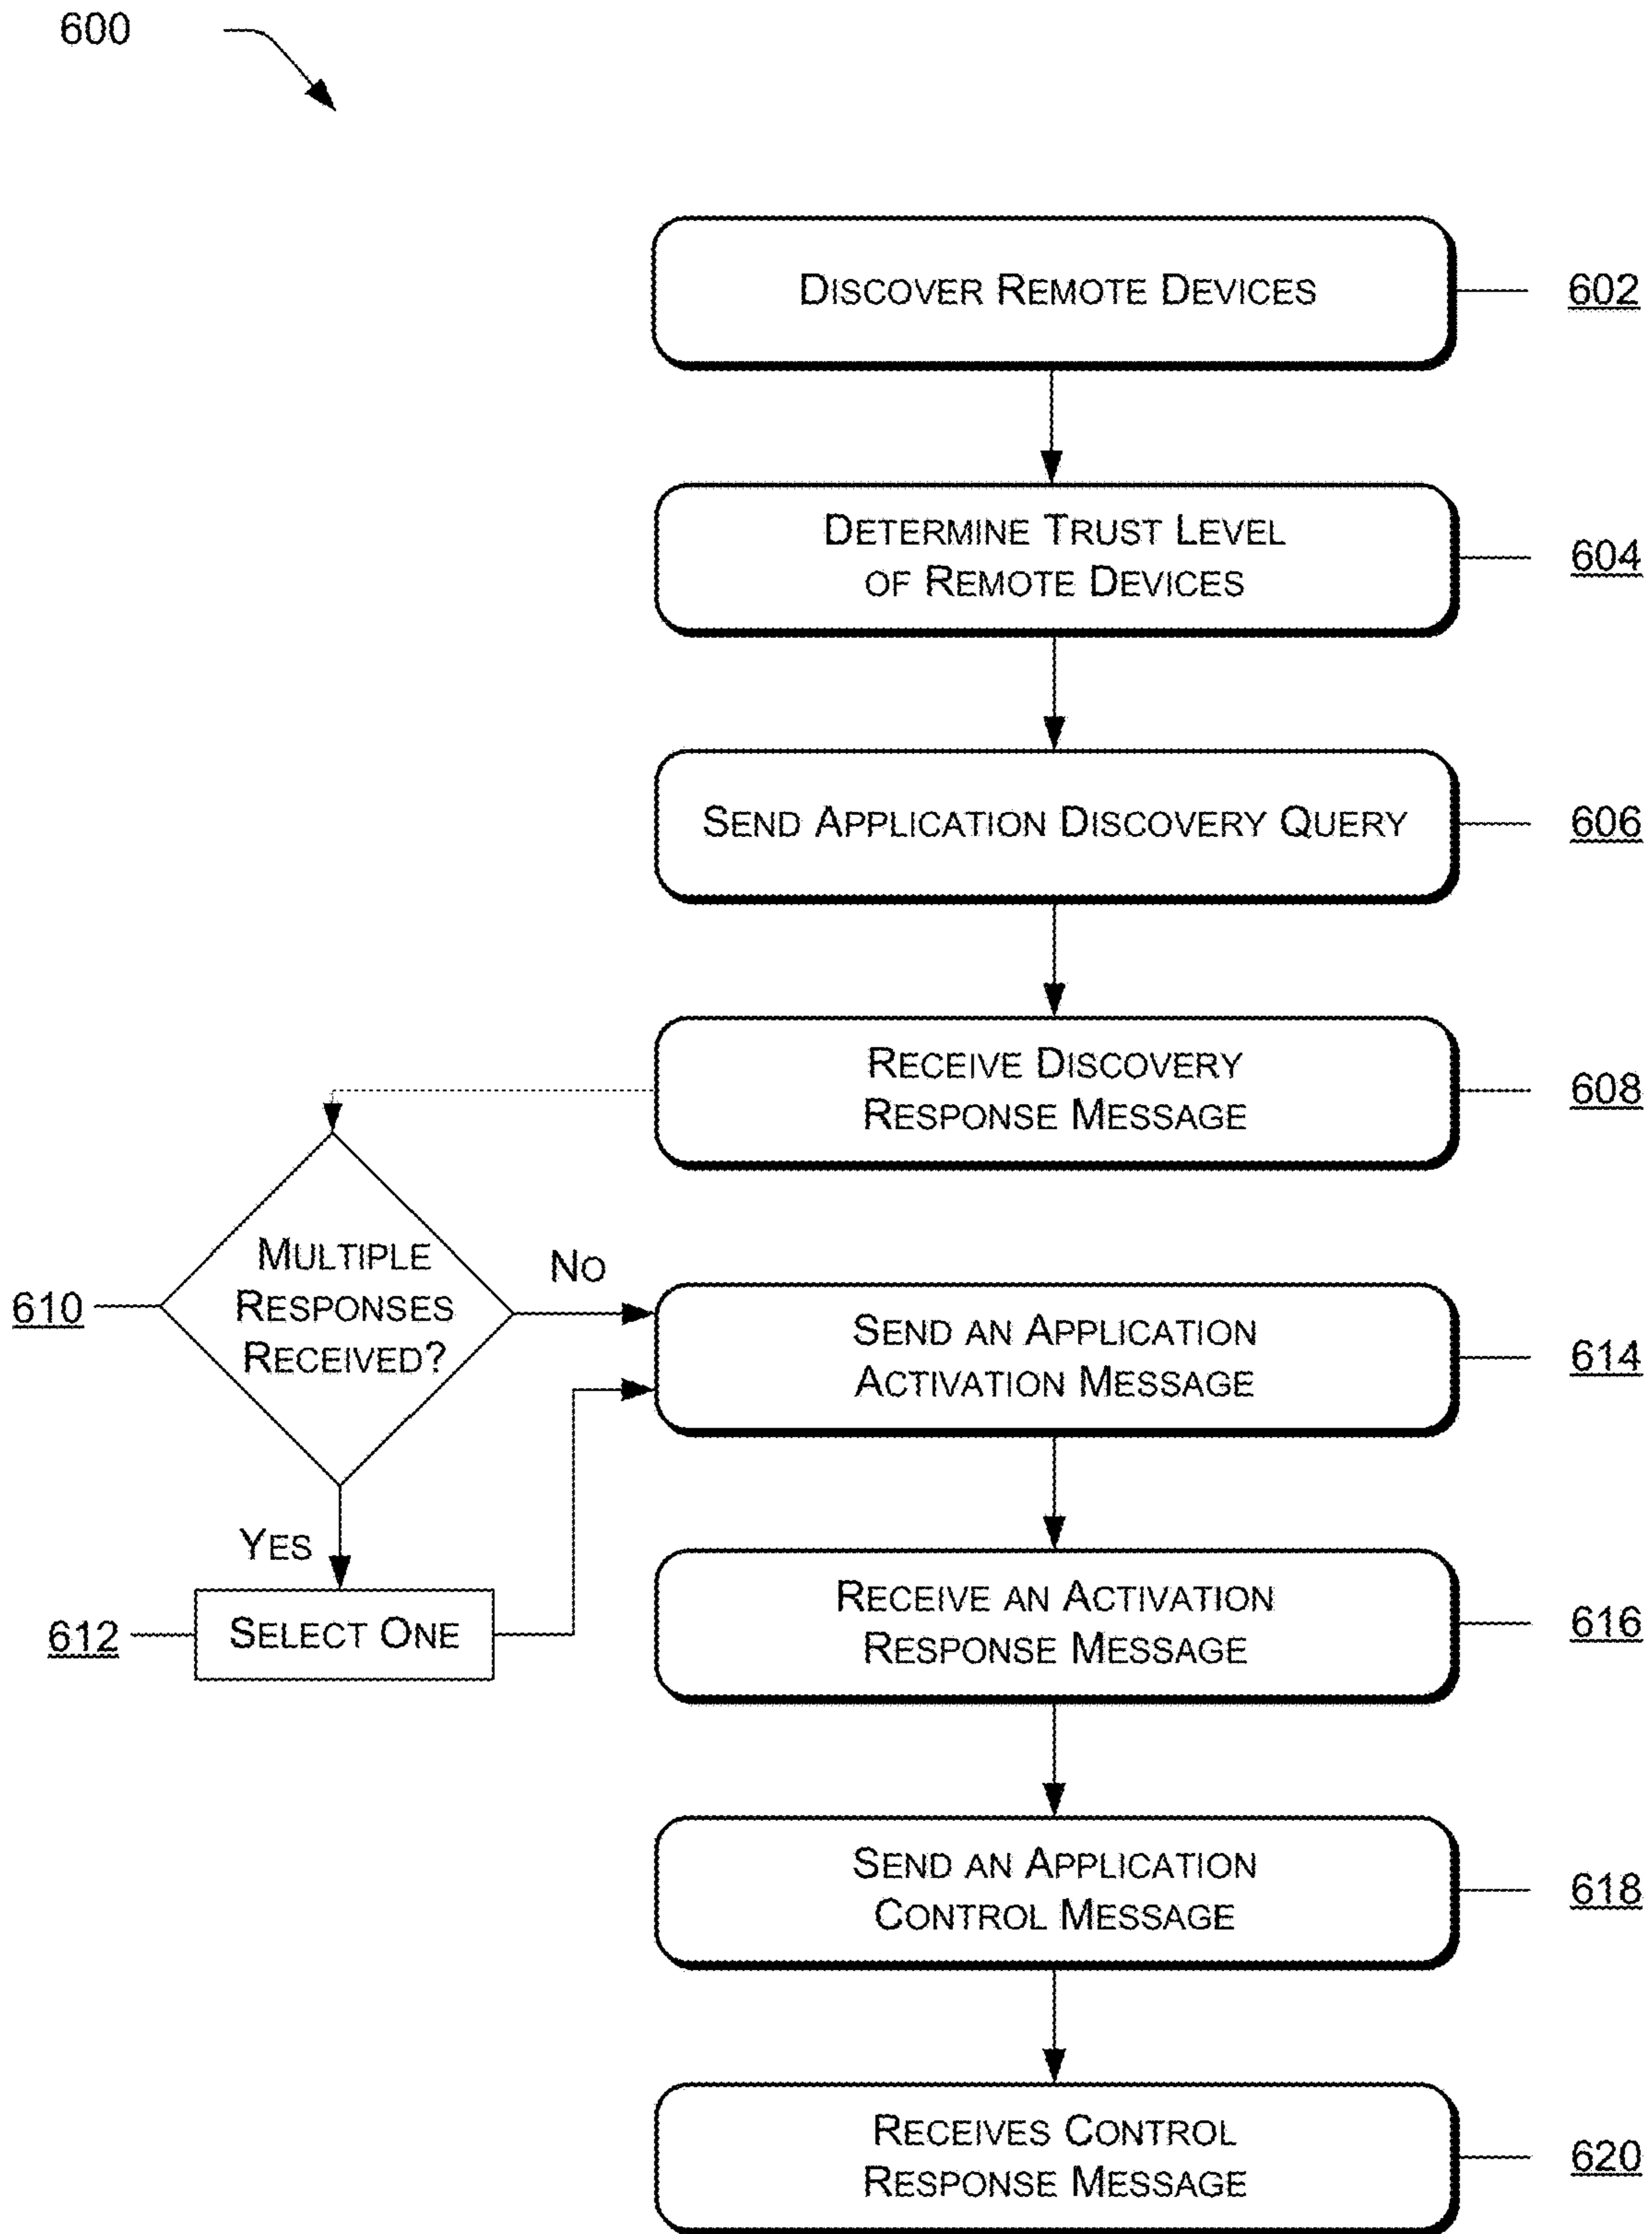 600
DISCOVER REMOTE DEVICES
602
DETERMINE TRUST LEVEL
OF REMOTE DEVICES
604
SEND APPLICATION DISCOVERY QUERY
606
RECEIVE DISCOVERY
RESPONSE MESSAGE
608
MULTIPLE
RESPONSES
RECEIVED?
610
NO
YES
SELECT ONE
612
SEND AN APPLICATION
ACTIVATION MESSAGE
614
RECEIVE AN ACTIVATION
RESPONSE MESSAGE
616
SEND AN APPLICATION
CONTROL MESSAGE
618
RECEIVES CONTROL
RESPONSE MESSAGE
620